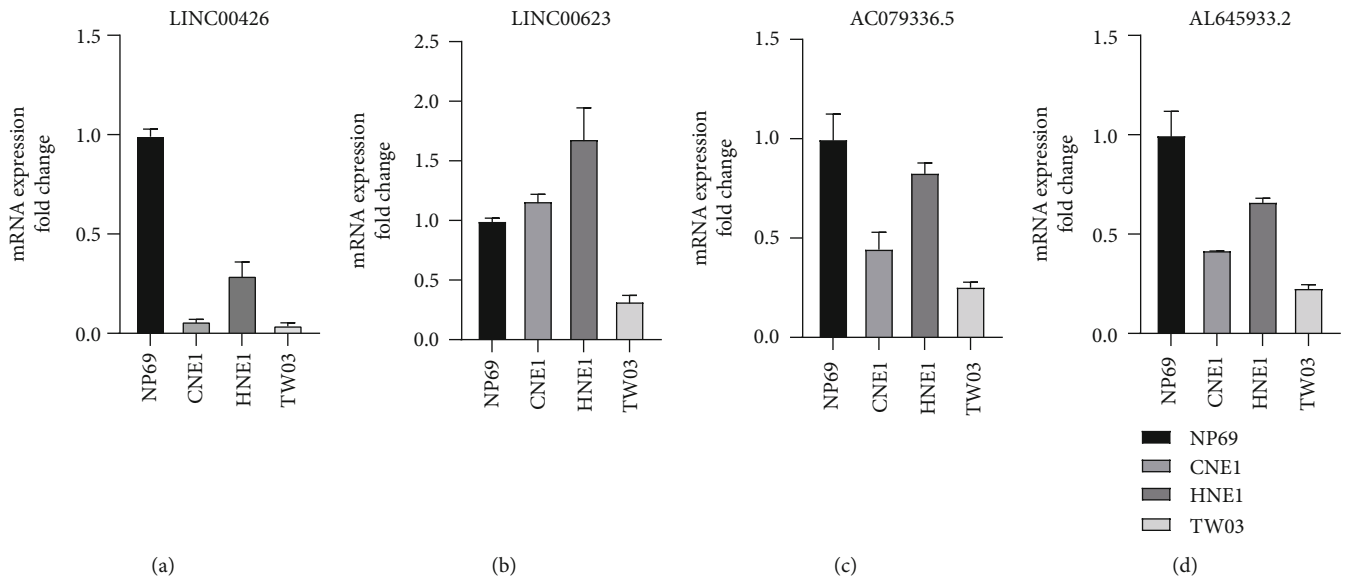 LINC00426
mRNA expression
fold change
1.5
1.0
0.5
0.0
NP69
CNE1
HNE1
TW03
(a)
LINC00623
mRNA expression
fold change
2.5
2.0
1.5
1.0
0.5
0.0
NP69
CNE1
HNE1
TW03
(b)
AC079336.5
mRNA expression
fold change
1.5
1.0
0.5
0.0
NP69
CNE1
HNE1
TW03
(c)
AL645933.2
mRNA expression
fold change
1.5
1.0
0.5
0.0
NP69
CNE1
HNE1
TW03
NP69
CNE1
HNE1
TW03
(d)